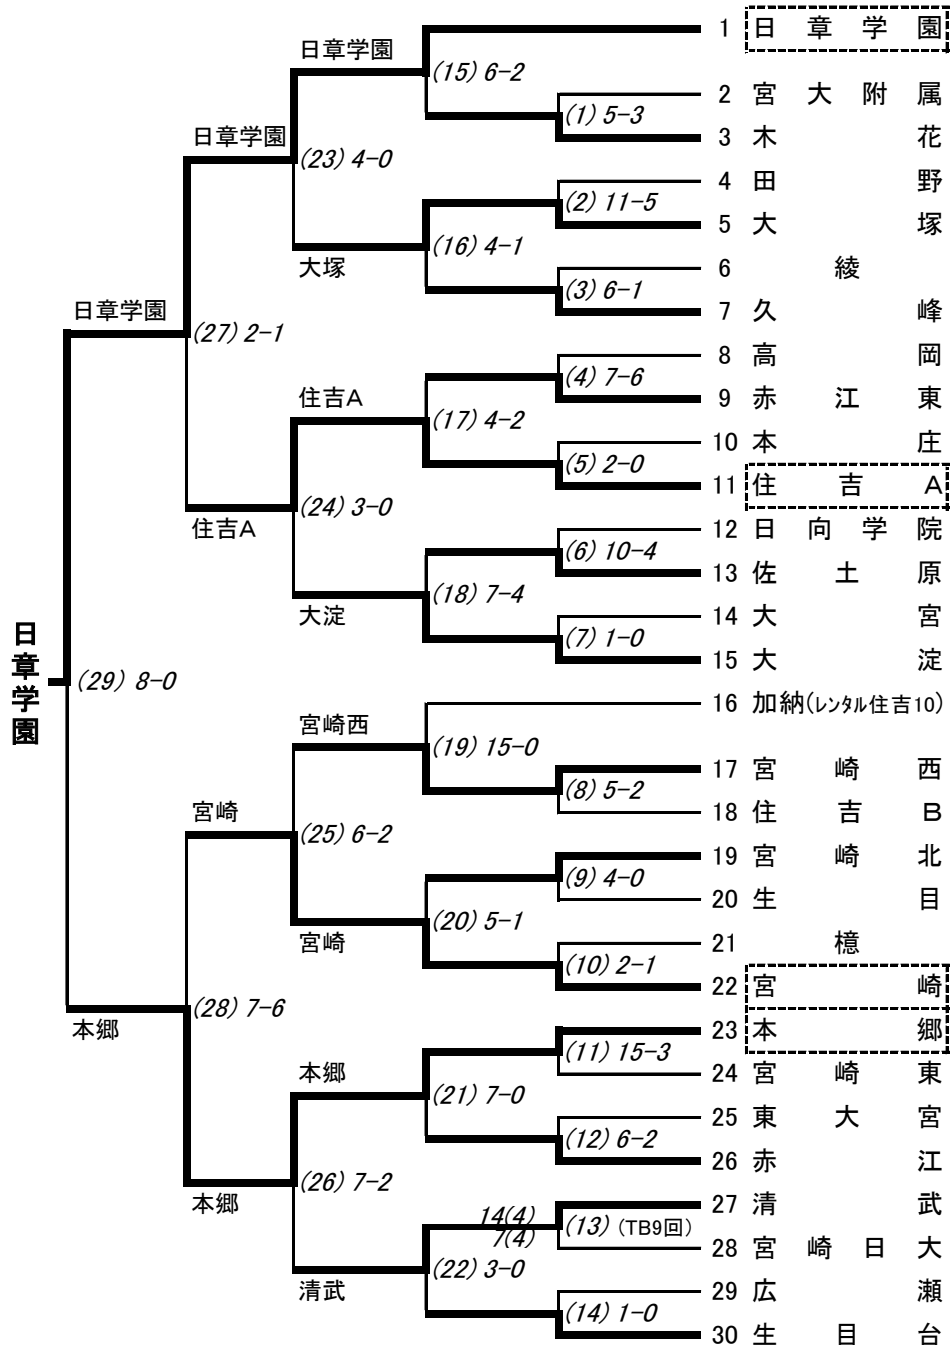 1 日章学園
日章学園
(15) 6-2
2 宮大附属
(1) 5-3
日章学園
3 木花
(23) 4-0
4 田野
(2) 11-5
5 大塚
(16) 4-1
大塚
6 綾
(3) 6-1
日章学園
7 久峰
(27) 2-1
8 高岡
(4) 7-6
住吉A
9 赤江東
(17) 4-2
10 本庄
(5) 2-0
11 住吉A
(24) 3-0
住吉A
12 日向学院
(6) 10-4
13 佐土原
(18) 7-4
大淀
14 大宮
(7) 1-0
15 大淀
日章学園
(29) 8-0
16 加納(レンタル住吉10)
宮崎西
(19) 15-0
17 宮崎西
(8) 5-2
宮崎
18 住吉B
(25) 6-2
19 宮崎北
(9) 4-0
20 生目
(20) 5-1
宮崎
21 檍
(10) 2-1
22 宮崎
(28) 7-6
本郷
23 本郷
(11) 15-3
本郷
24 宮崎東
(21) 7-0
25 東大宮
(12) 6-2
26 赤江
(26) 7-2
本郷
27 清武
14(4)
(13) (TB9回)
7(4)
28 宮崎日大
(22) 3-0
清武
29 広瀬
(14) 1-0
30 生目台